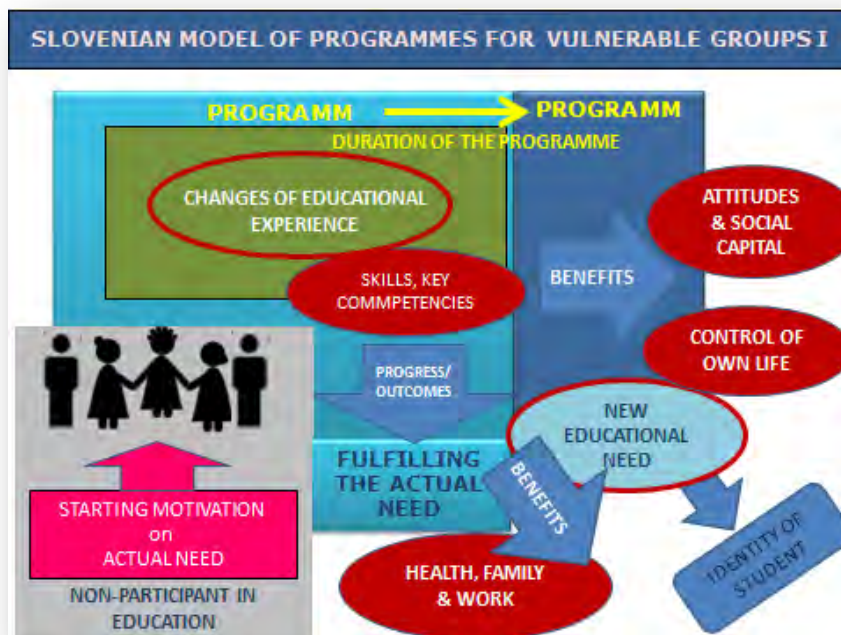 SLOVENIAN MODEL OF PROGRAMMES FOR VULNERABLE GROUPS I
PROGRAMM
PROGRAMM
DURATION OF THE PROGRAMME
CHANGES OF EDUCATIONAL
EXPERIENCE
SKILLS, KEY
COMMPETENCIES
BENEFITS
ATTITUDES
& SOCIAL
CAPITAL
CONTROL OF
OWN LIFE
PROGRESS/
OUTCOMES
NEW
EDUCATIONAL
NEED
FULFILLING
THE ACTUAL
NEED
BENEFITS
STARTING MOTIVATION
on
ACTUAL NEED
NON-PARTICIPANT IN
EDUCATION
HEALTH, FAMILY
& WORK
IDENTITY OF
STUDENT